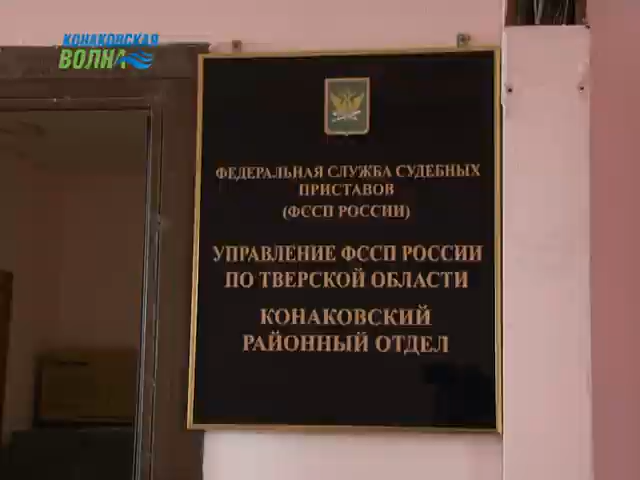 КОНАКОВСКАЯ
ВОЛНА
ФЕДЕРАЛЬНАЯ СЛУЖБА СУДЕБНЫХ
ПРИСТАВОВ
(ФССП РОССИИ)
УПРАВЛЕНИЕ ФССП РОССИИ
ПО ТВЕРСКОЙ ОБЛАСТИ
КОНАКОВСКИЙ
РАЙОННЫЙ ОТДЕЛ